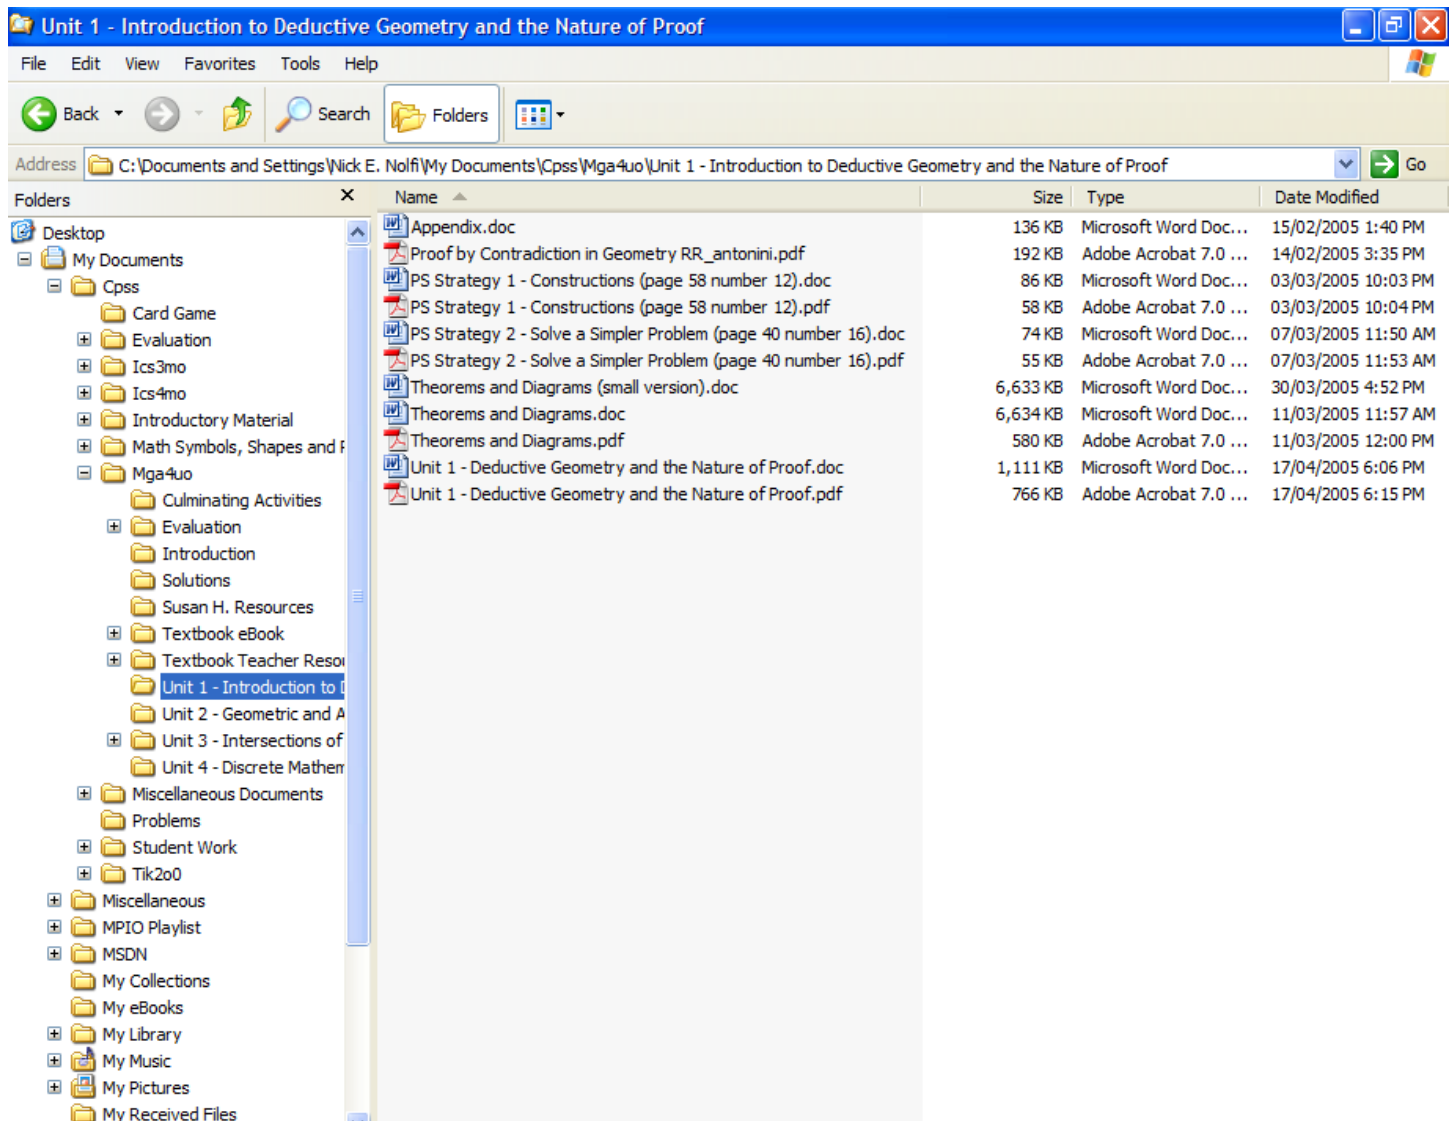 Unit 1 - Introduction to Deductive Geometry and the Nature of Proof
File Edit View Favorites Tools Help
Back Search Folders
Address C:\Documents and Settings\Nick E. Nolfi\My Documents\Cpss\Mga4uo\Unit 1 - Introduction to Deductive Geometry and the Nature of Proof Go
Folders
Desktop
My Documents
Cpss
Card Game
Evaluation
Ics3mo
Ics4mo
Introductory Material
Math Symbols, Shapes and
Mga4uo
Culminating Activities
Evaluation
Introduction
Solutions
Susan H. Resources
Textbook eBook
Textbook Teacher Resou
Unit 1 - Introduction to D
Unit 2 - Geometric and A
Unit 3 - Intersections of
Unit 4 - Discrete Mathem
Miscellaneous Documents
Problems
Student Work
Tik2o0
Miscellaneous
MPIO Playlist
MSDN
My Collections
My eBooks
My Library
My Music
My Pictures
My Received Files
Name Size Type Date Modified
Appendix.doc 136 KB Microsoft Word Doc... 15/02/2005 1:40 PM
Proof by Contradiction in Geometry RR_antonini.pdf 192 KB Adobe Acrobat 7.0 ... 14/02/2005 3:35 PM
PS Strategy 1 - Constructions (page 58 number 12).doc 86 KB Microsoft Word Doc... 03/03/2005 10:03 PM
PS Strategy 1 - Constructions (page 58 number 12).pdf 58 KB Adobe Acrobat 7.0 ... 03/03/2005 10:04 PM
PS Strategy 2 - Solve a Simpler Problem (page 40 number 16).doc 74 KB Microsoft Word Doc... 07/03/2005 11:50 AM
PS Strategy 2 - Solve a Simpler Problem (page 40 number 16).pdf 55 KB Adobe Acrobat 7.0 ... 07/03/2005 11:53 AM
Theorems and Diagrams (small version).doc 6,633 KB Microsoft Word Doc... 30/03/2005 4:52 PM
Theorems and Diagrams.doc 6,634 KB Microsoft Word Doc... 11/03/2005 11:57 AM
Theorems and Diagrams.pdf 580 KB Adobe Acrobat 7.0 ... 11/03/2005 12:00 PM
Unit 1 - Deductive Geometry and the Nature of Proof.doc 1,111 KB Microsoft Word Doc... 17/04/2005 6:06 PM
Unit 1 - Deductive Geometry and the Nature of Proof.pdf 766 KB Adobe Acrobat 7.0 ... 17/04/2005 6:15 PM